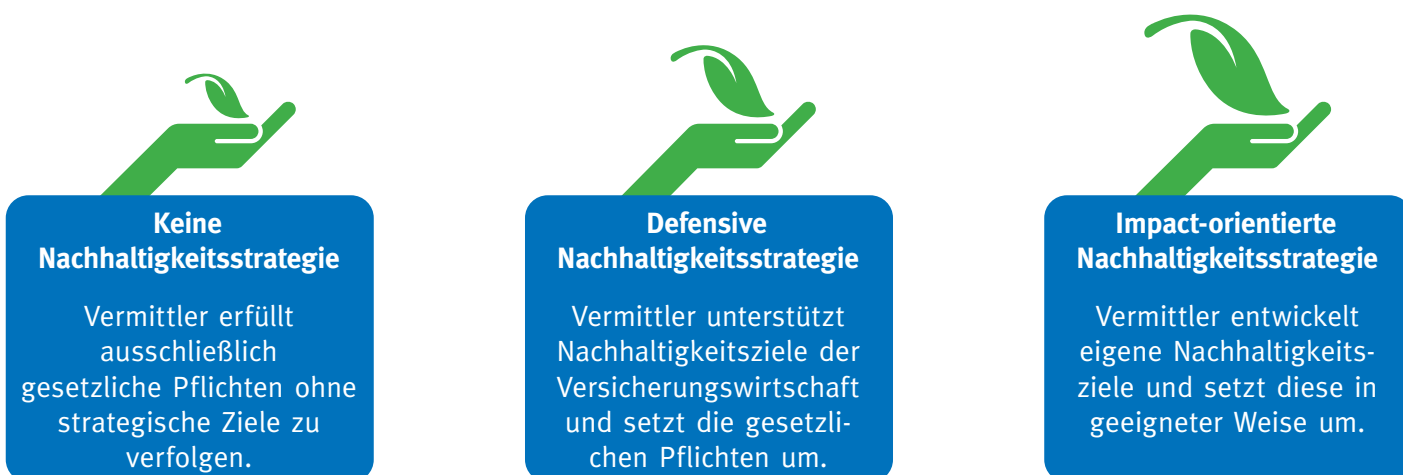 Keine
Nachhaltigkeitsstrategie
Vermittler erfüllt
ausschließlich
gesetzliche Pflichten ohne
strategische Ziele zu
verfolgen.
Defensive
Nachhaltigkeitsstrategie
Vermittler unterstützt
Nachhaltigkeitsziele der
Versicherungswirtschaft
und setzt die gesetzli-
chen Pflichten um.
Impact-orientierte
Nachhaltigkeitsstrategie
Vermittler entwickelt
eigene Nachhaltigkeits-
ziele und setzt diese in
geeigneter Weise um.